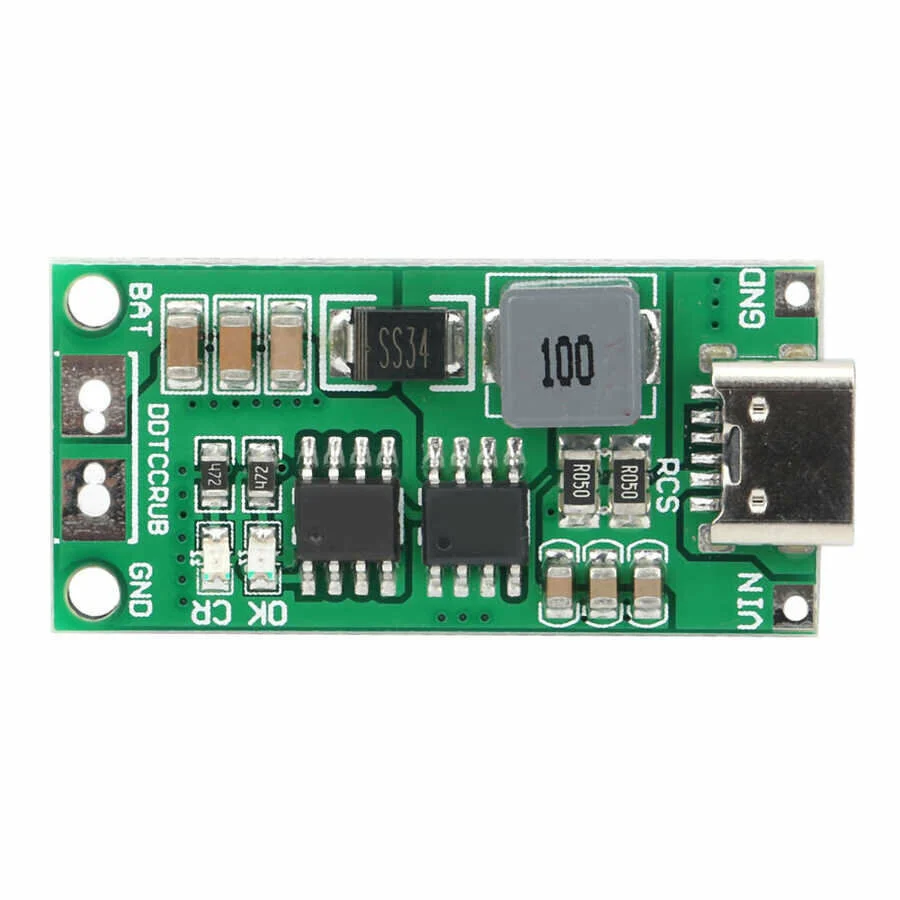 BAT
GND
SS34
100
DDTCCRUB
472
472
R050
R050
RCS
GND
CR
OK
VIN